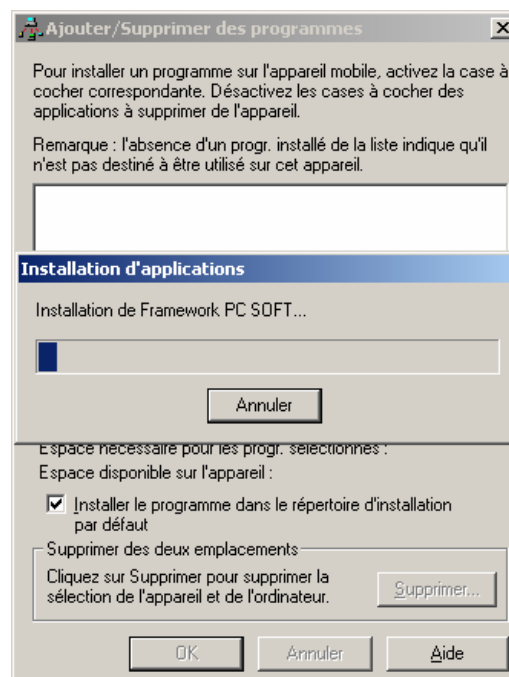 Ajouter/Supprimer des programmes
Pour installer un programme sur l'appareil mobile, activez la case à
cocher correspondante. Désactivez les cases à cocher des
applications à supprimer de l'appareil.
Remarque : l'absence d'un progr. installé de la liste indique qu'il
n'est pas destiné à être utilisé sur cet appareil.
Installation d'applications
Installation de Framework PC SOFT...
Annuler
Espace nécessaire pour les progr. sélectionnés :
Espace disponible sur l'appareil :
Installer le programme dans le répertoire d'installation
par défaut
Supprimer des deux emplacements
Cliquez sur Supprimer pour supprimer la
sélection de l'appareil et de l'ordinateur.
Supprimer...
OK
Annuler
Aide